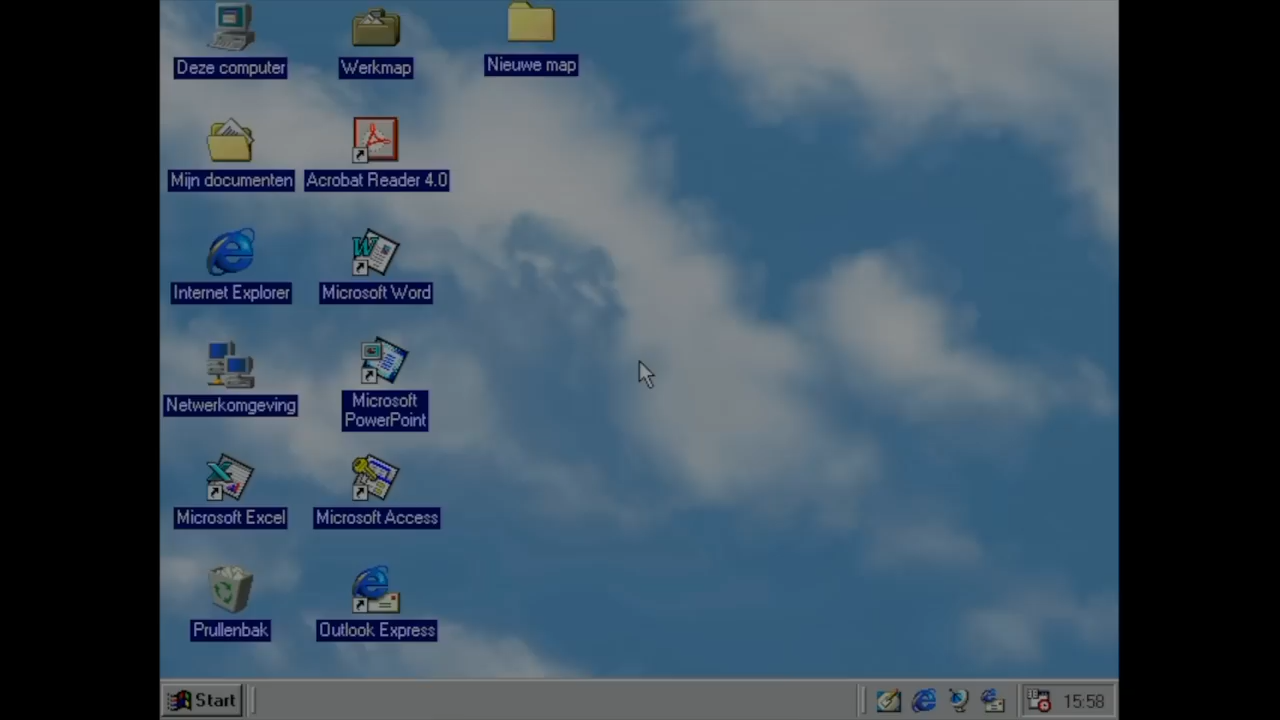 Deze computer
Werkmap
Nieuwe map
Mijn documenten
Acrobat Reader 4.0
Internet Explorer
Microsoft Word
Netwerkomgeving
Microsoft
PowerPoint
Microsoft Excel
Microsoft Access
Prullenbak
Outlook Express
Start
15:58